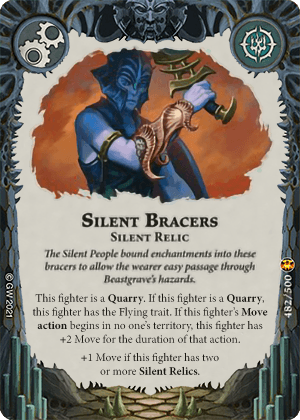 SILENT BRACERS
SILENT RELIC
The Silent People bound enchantments into these
bracers to allow the wearer easy passage through
Beastgrave's hazards.
This fighter is a Quarry. If this fighter is a Quarry,
this fighter has the Flying trait. If this fighter's Move
action begins in no one's territory, this fighter has
+2 Move for the duration of that action.
+1 Move if this fighter has two
or more Silent Relics.
© GW 2021
482/500